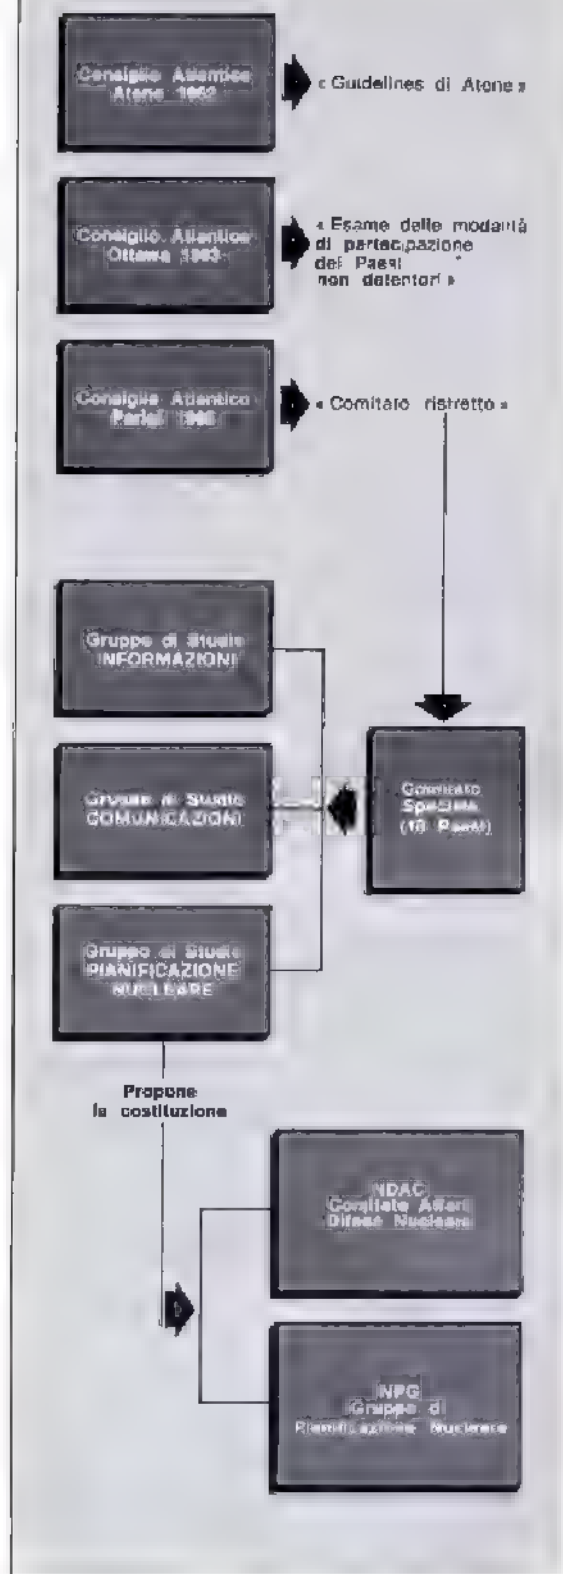 Consiglio Atlantico
Atene 1962
« Guidelines di Atene »
Consiglio Atlantico
Ottawa 1963
« Esame delle modalità
di partecipazione
dei Paesi
non detentori »
Consiglio Atlantico
Parigi
« Comitato ristretto »
Gruppo di Studio
INFORMAZIONI
Gruppo di Studio
COMUNICAZIONI
Comitato
Speciale
Paesi)
Gruppo di Studio
PIANIFICAZIONE
NUCLEARE
Propone
la costituzione
NDAC
Comitato Affari
Difesa Nucleare
NPG
Gruppo di
Pianificazione Nucleare